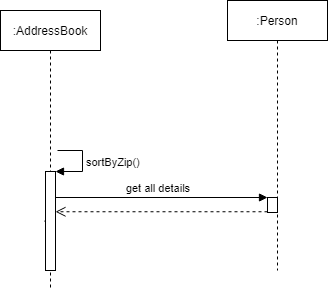 :AddressBook
:Person
sortByZip()
get all details